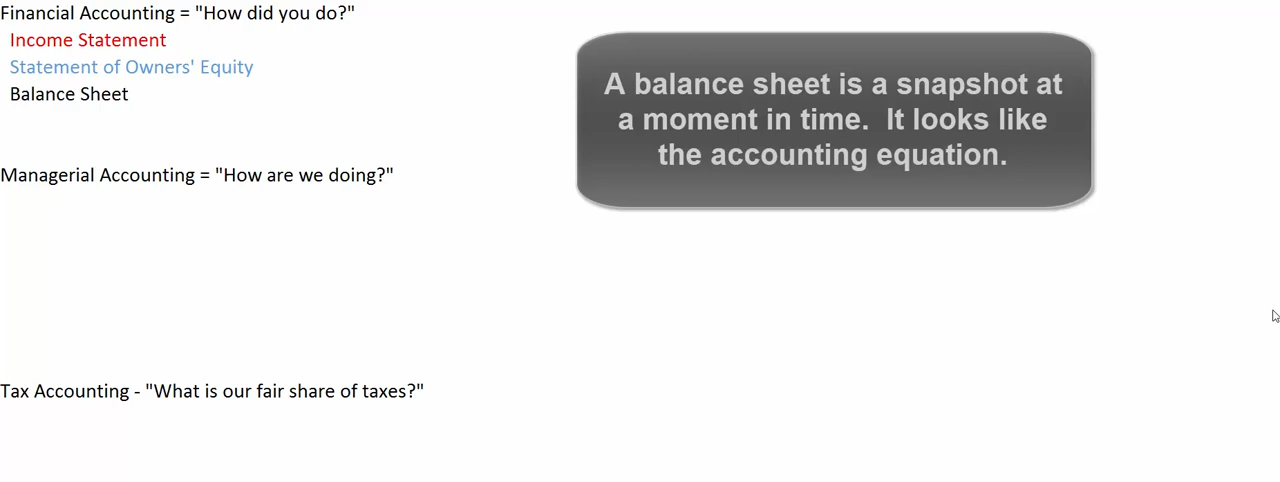 Financial Accounting = "How did you do?"
Income Statement
Statement of Owners' Equity
Balance Sheet
A balance sheet is a snapshot at
a moment in time.  It looks like
the accounting equation.
Managerial Accounting = "How are we doing?"
Tax Accounting - "What is our fair share of taxes?"